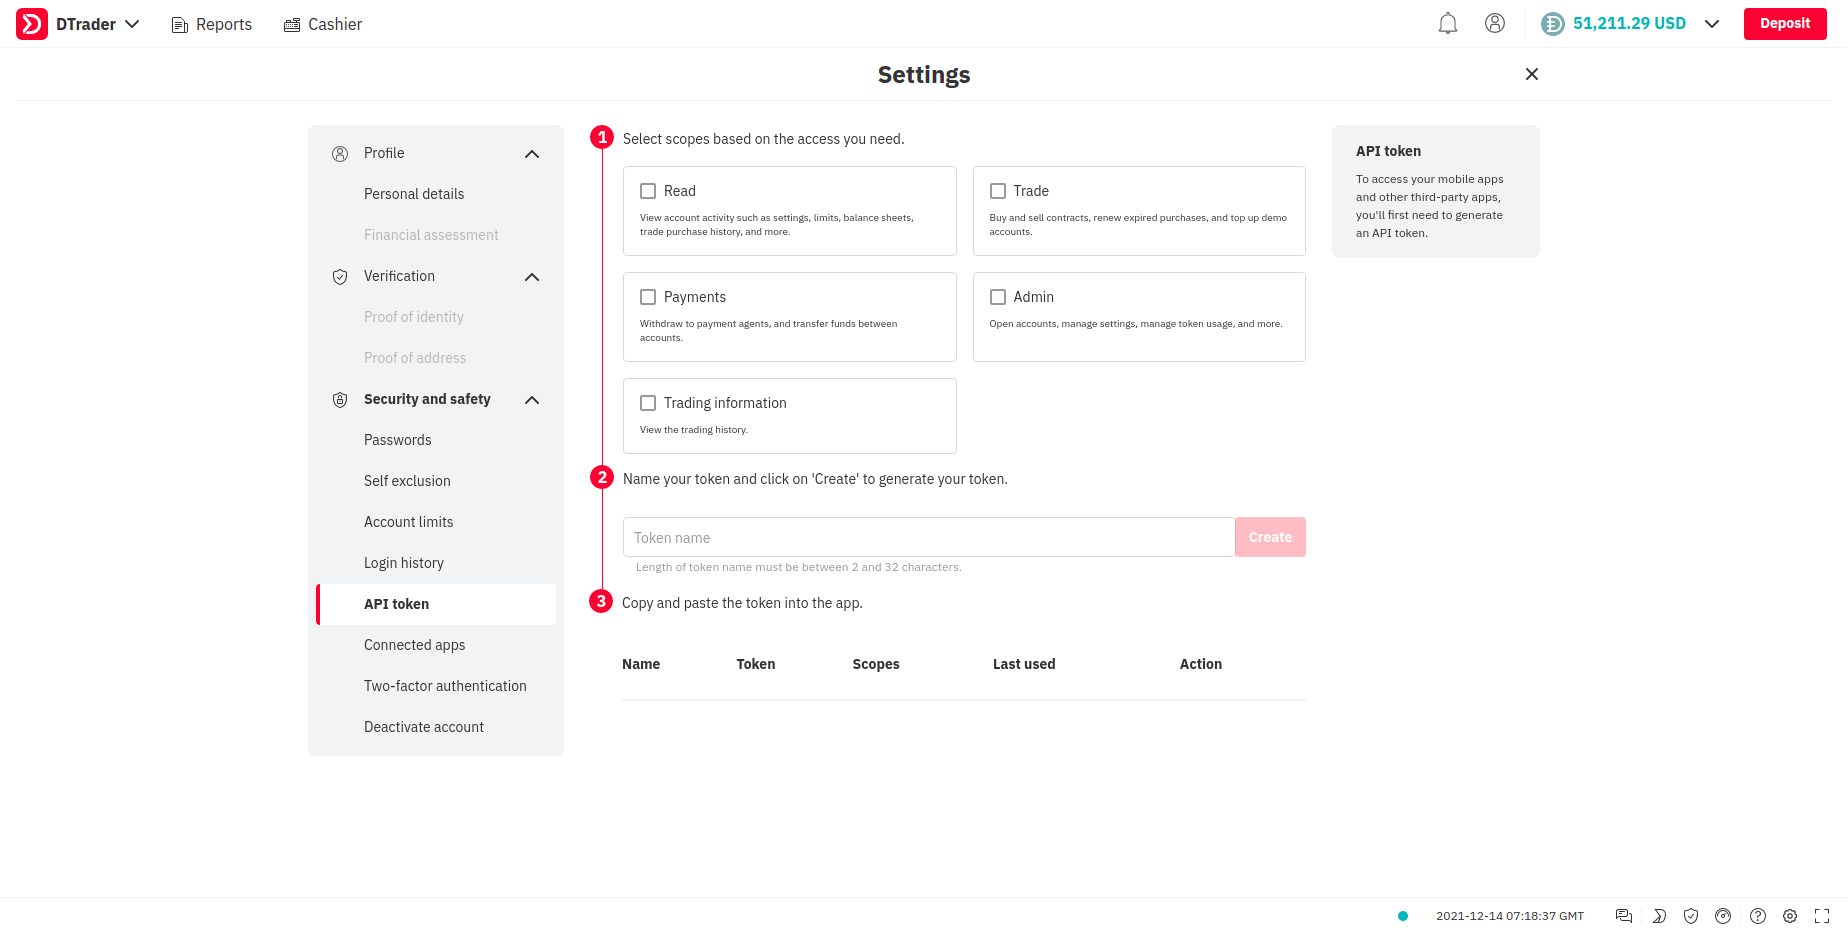 DTrader
Reports
Cashier
51,211.29 USD
Deposit
Settings
Profile
Personal details
Financial assessment
Verification
Proof of identity
Proof of address
Security and safety
Passwords
Self exclusion
Account limits
Login history
API token
Connected apps
Two-factor authentication
Deactivate account
1
Select scopes based on the access you need.
Read
View account activity such as settings, limits, balance sheets,
trade purchase history, and more.
Trade
Buy and sell contracts, renew expired purchases, and top up demo
accounts.
Payments
Withdraw to payment agents, and transfer funds between
accounts.
Admin
Open accounts, manage settings, manage token usage, and more.
Trading information
View the trading history.
2
Name your token and click on 'Create' to generate your token.
Token name
Create
Length of token name must be between 2 and 32 characters.
3
Copy and paste the token into the app.
Name Token Scopes Last used Action
API token
To access your mobile apps
and other third-party apps,
you'll first need to generate
an API token.
2021-12-14 07:18:37 GMT